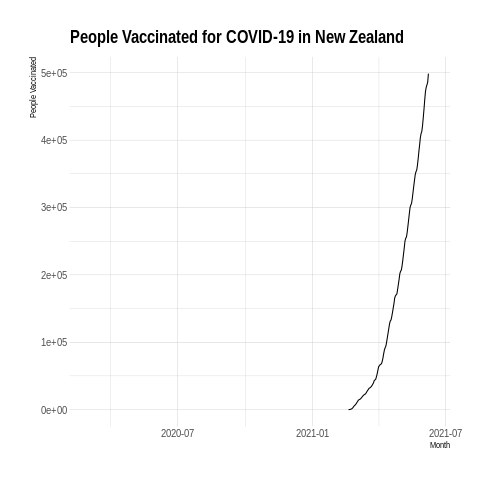 People Vaccinated for COVID-19 in New Zealand
People Vaccinated
5e+05
4e+05
3e+05
2e+05
1e+05
0e+00
2020-07 2021-01 2021-07
Month